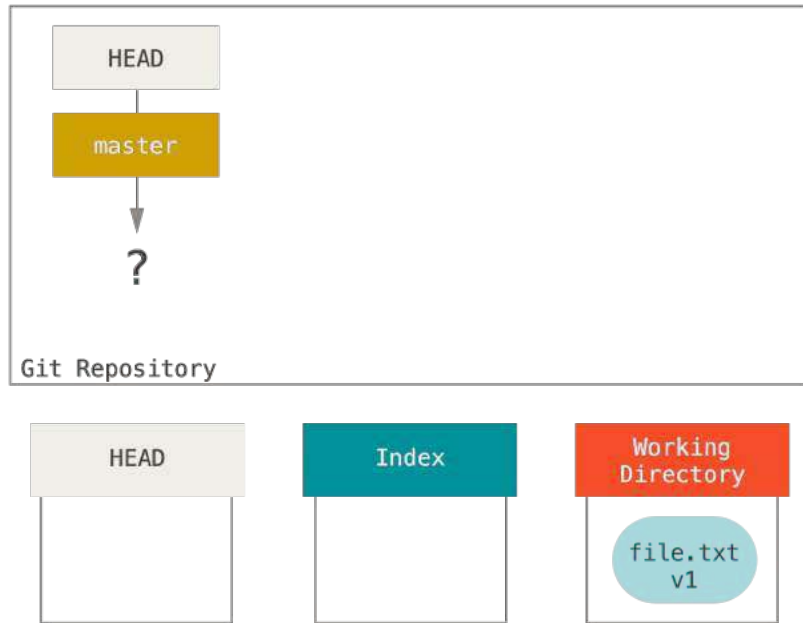 HEAD
master
?
Git Repository
HEAD
Index
Working
Directory
file.txt
v1